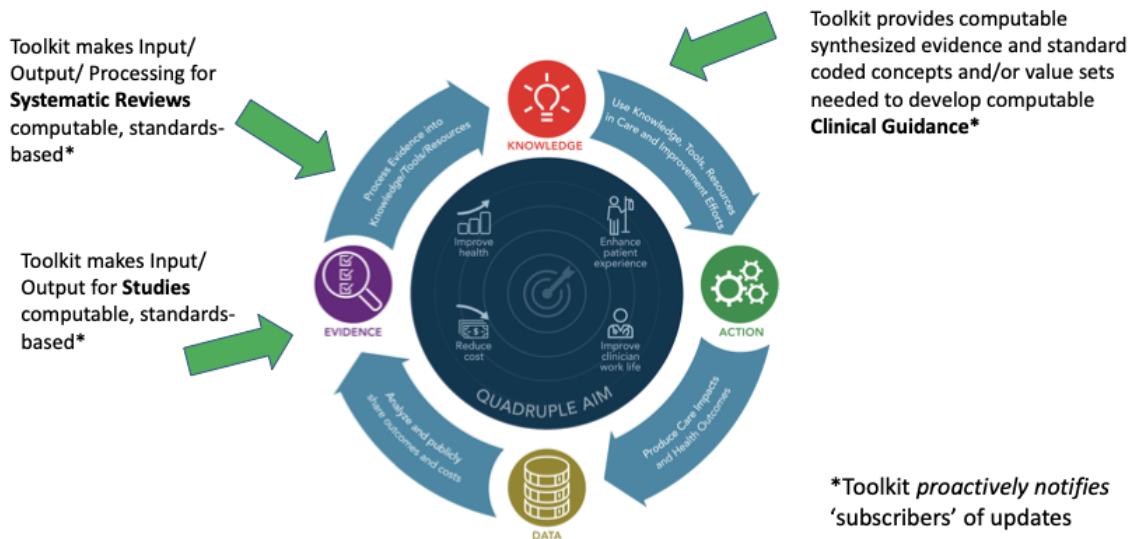 Toolkit makes Input/
Output/ Processing for
Systematic Reviews
computable, standards-
based*
Toolkit provides computable
synthesized evidence and standard
coded concepts and/or value sets
needed to develop computable
Clinical Guidance*
KNOWLEDGE
Process Evidence into
Knowledge/Tools/Resources
Use Knowledge, Tools, Resources
in Care and Improvement Efforts
Improve
health
Enhance
patient
experience
Toolkit makes Input/
Output for Studies
computable, standards-
based*
EVIDENCE
ACTION
Reduce
cost
$
Improve
clinician
work life
QUADRUPLE AIM
Analyze and publicly
share outcomes and costs
Produce Care Impacts
and Health Outcomes
DATA
*Toolkit proactively notifies
‘subscribers’ of updates